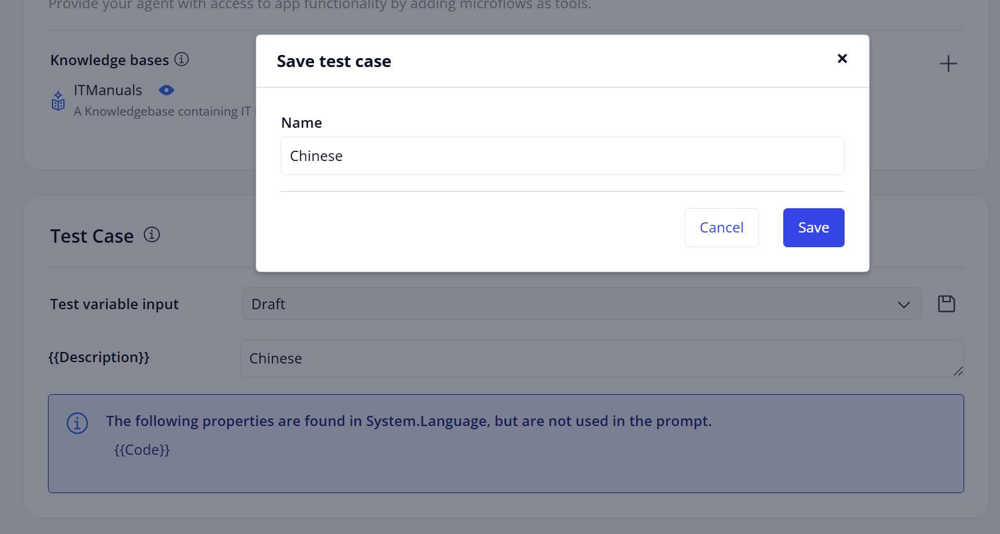 Provide your agent with access to app functionality by adding microflows as tools.
Save test case
Knowledge bases
ITManuals
A Knowledgebase containing IT
Name
Chinese
Cancel
Save
Test Case
Test variable input
Draft
{{Description}}
Chinese
The following properties are found in System.Language, but are not used in the prompt.
{{Code}}